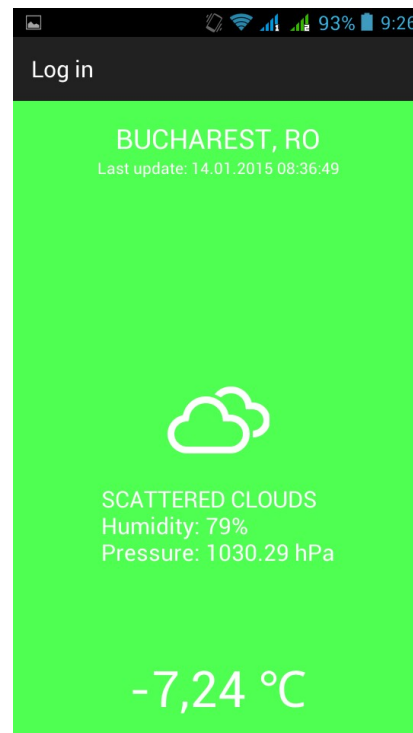 93% 9:26
Log in
BUCHAREST, RO
Last update: 14.01.2015 08:36:49
SCATTERED CLOUDS
Humidity: 79%
Pressure: 1030.29 hPa
-7,24 °C